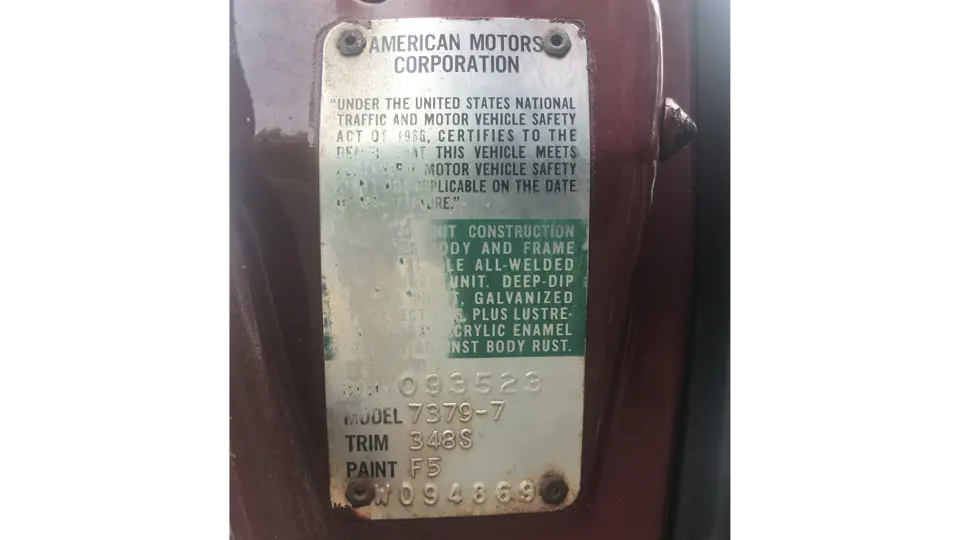 AMERICAN MOTORS
CORPORATION
"UNDER THE UNITED STATES NATIONAL
TRAFFIC AND MOTOR VEHICLE SAFETY
ACT OF 1966, CERTIFIES TO THE
THAT THIS VEHICLE MEETS
MOTOR VEHICLE SAFETY
APPLICABLE ON THE DATE
CONSTRUCTION
BODY AND FRAME
ALL-WELDED
UNIT. DEEP-DIP
GALVANIZED
PLUS LUSTRE-
ACRYLIC ENAMEL
AGAINST BODY RUST.
093523
MODEL 7379-7
TRIM 348S
PAINT F5
W094869